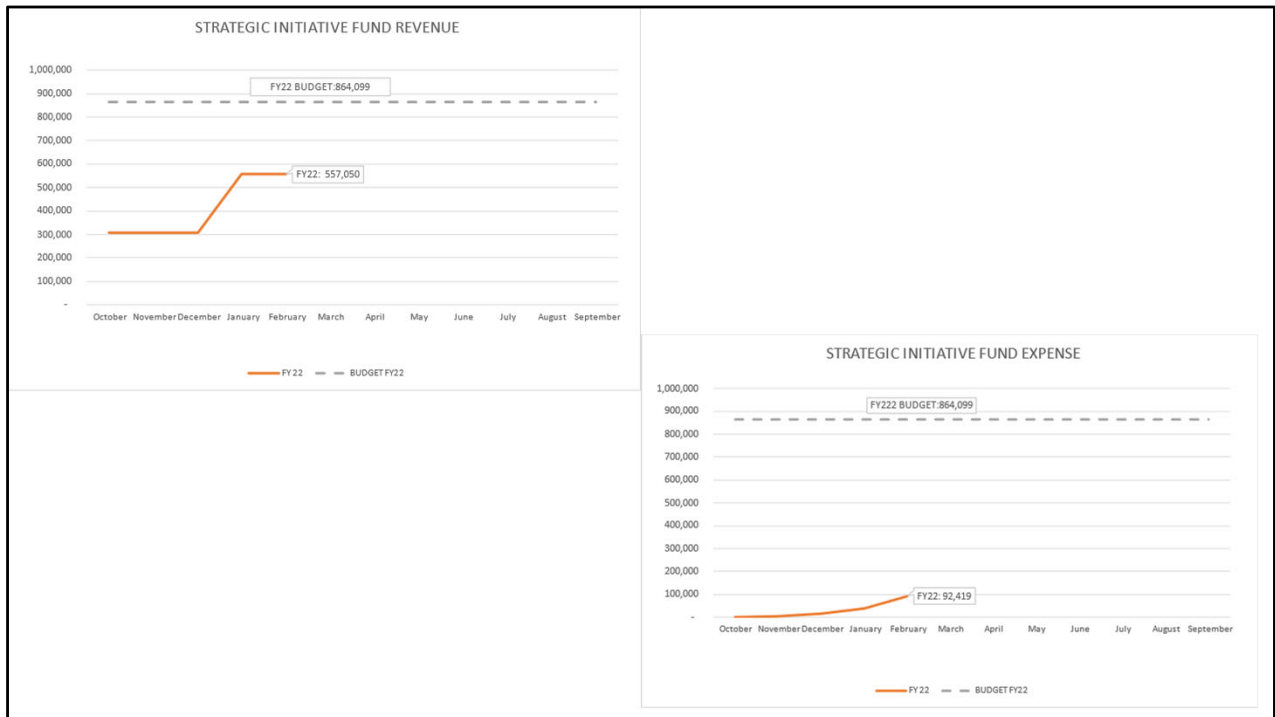 STRATEGIC INITIATIVE FUND REVENUE
1,000,000
900,000
800,000
700,000
600,000
500,000
400,000
300,000
200,000
100,000
-
FY22 BUDGET:864,099
FY22: 557,050
October November December January February March April May June July August September
FY 22 BUDGET FY22
STRATEGIC INITIATIVE FUND EXPENSE
1,000,000
900,000
800,000
700,000
600,000
500,000
400,000
300,000
200,000
100,000
-
FY222 BUDGET:864,099
FY22: 92,419
October November December January February March April May June July August September
FY 22 BUDGET FY22